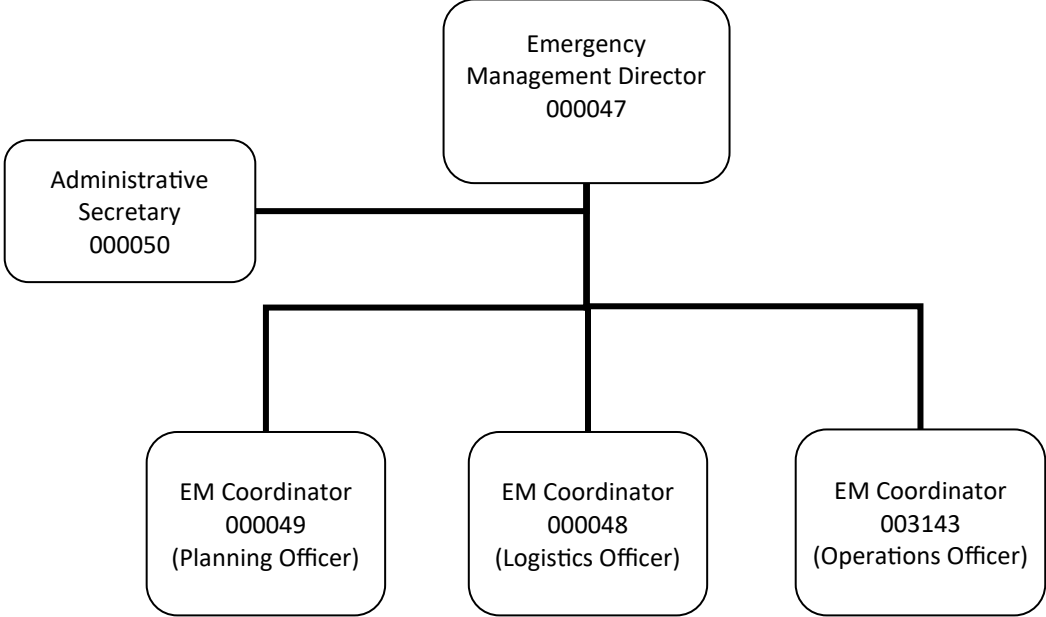 Emergency
Management Director
000047
Administrative
Secretary
000050
EM Coordinator
000049
(Planning Officer)
EM Coordinator
000048
(Logistics Officer)
EM Coordinator
003143
(Operations Officer)